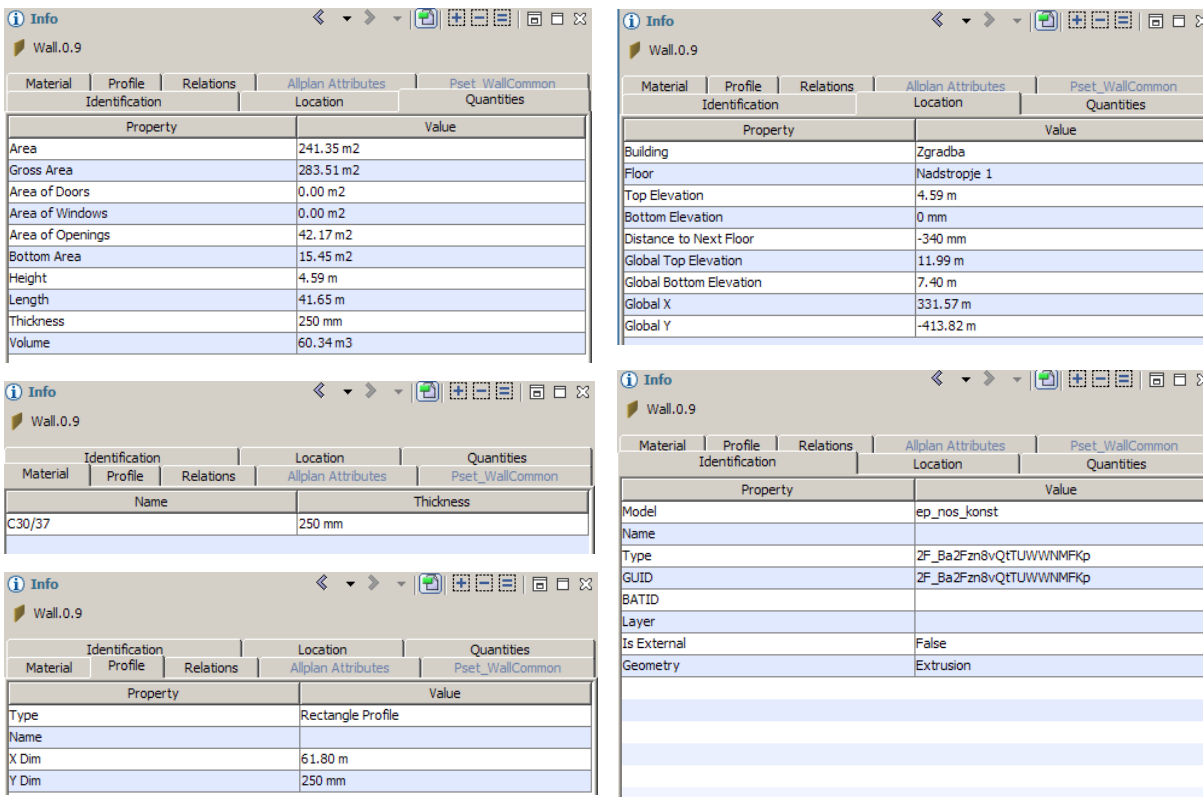 Info
Wall.0.9
Material Profile Relations Allplan Attributes Pset_WallCommon
Identification Location Quantities
Property Value
Area 241.35 m2
Gross Area 283.51 m2
Area of Doors 0.00 m2
Area of Windows 0.00 m2
Area of Openings 42.17 m2
Bottom Area 15.45 m2
Height 4.59 m
Length 41.65 m
Thickness 250 mm
Volume 60.34 m3
Info
Wall.0.9
Identification Location Quantities
Material Profile Relations Allplan Attributes Pset_WallCommon
Name Thickness
C30/37 250 mm
Info
Wall.0.9
Identification Location Quantities
Material Profile Relations Allplan Attributes Pset_WallCommon
Property Value
Type Rectangle Profile
Name
X Dim 61.80 m
Y Dim 250 mm
Info
Wall.0.9
Material Profile Relations Allplan Attributes Pset_WallCommon
Identification Location Quantities
Property Value
Building Zgradba
Floor Nadstropje 1
Top Elevation 4.59 m
Bottom Elevation 0 mm
Distance to Next Floor -340 mm
Global Top Elevation 11.99 m
Global Bottom Elevation 7.40 m
Global X 331.57 m
Global Y -413.82 m
Info
Wall.0.9
Material Profile Relations Allplan Attributes Pset_WallCommon
Identification Location Quantities
Property Value
Model ep_nos_konst
Name
Type 2F_Ba2Fzn8vQtTUWWNMFKp
GUID 2F_Ba2Fzn8vQtTUWWNMFKp
BATID
Layer
Is External False
Geometry Extrusion